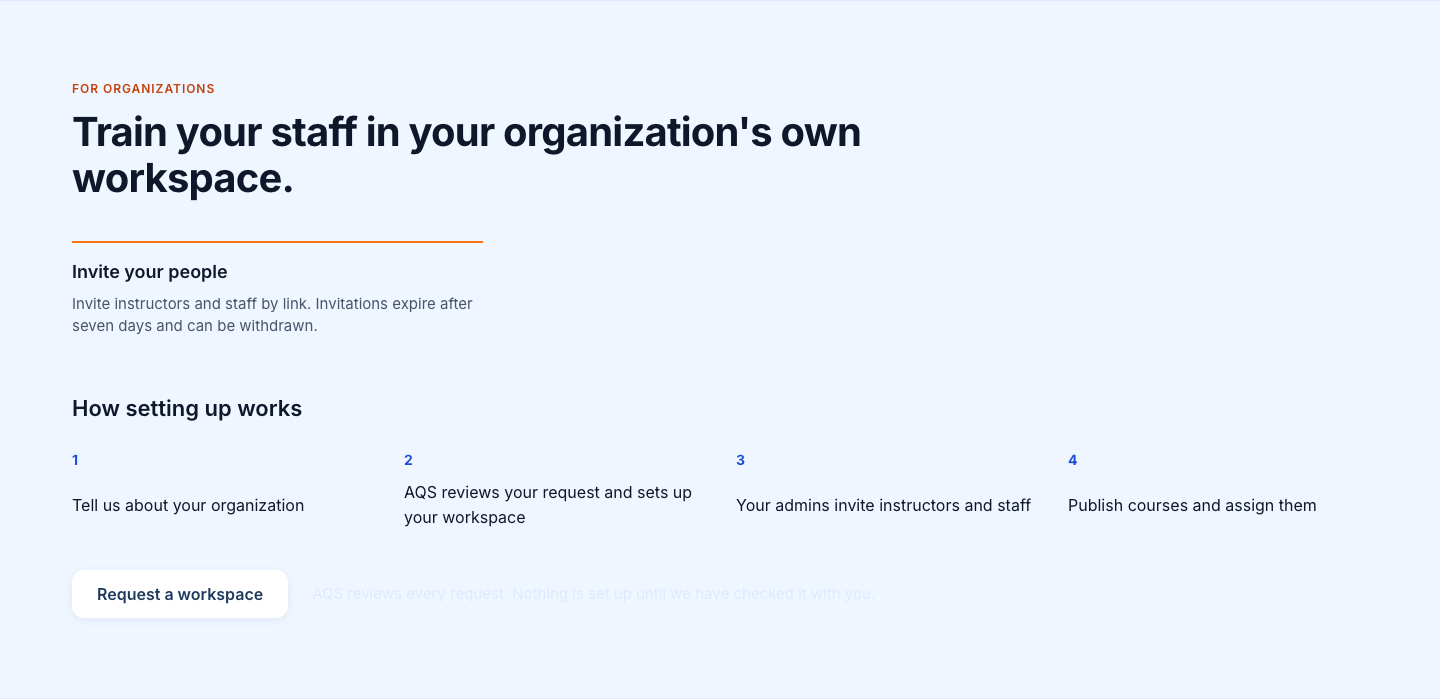 FOR ORGANIZATIONS
Train your staff in your organization's own
workspace.
Invite your people
Invite instructors and staff by link. Invitations expire after
seven days and can be withdrawn.
How setting up works
1
Tell us about your organization
2
AQS reviews your request and sets up
your workspace
3
Your admins invite instructors and staff
4
Publish courses and assign them
Request a workspace
AQS reviews every request. Nothing is set up until we have checked it with you.